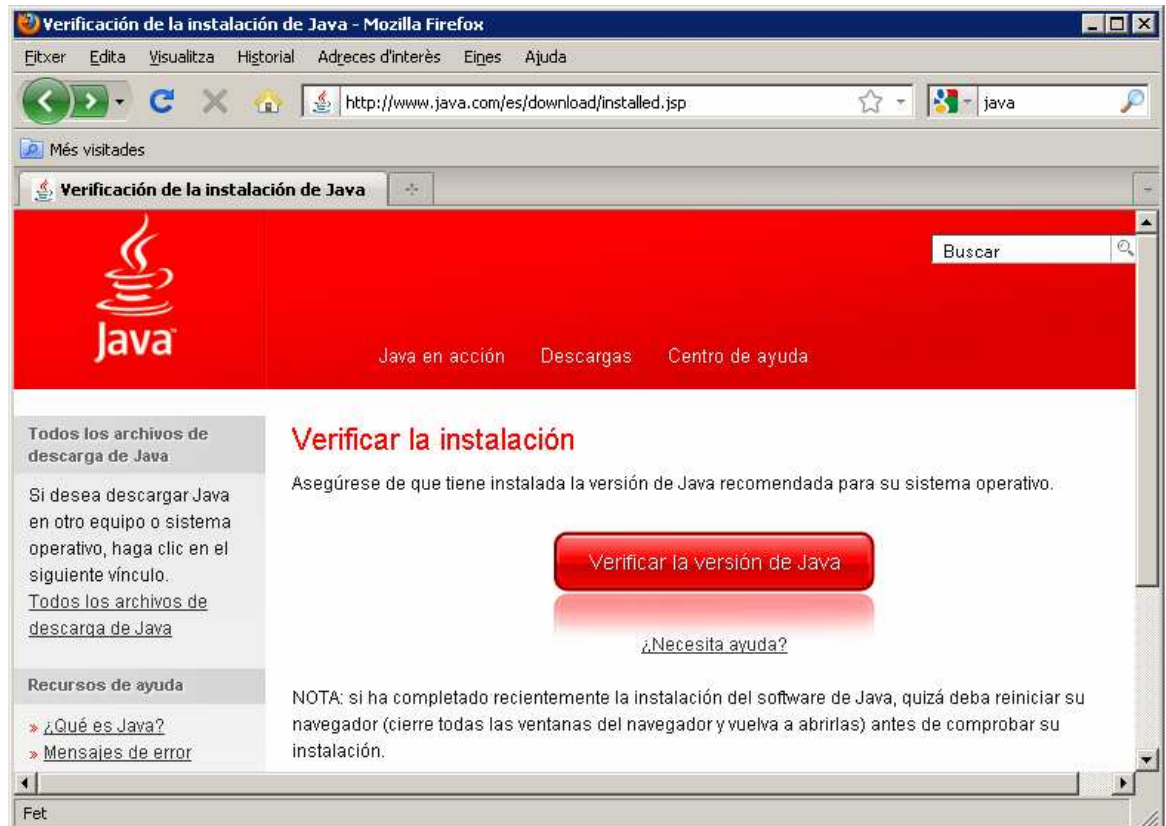 Verificación de la instalación de Java - Mozilla Firefox
Fitxer Edita Visualitza Historial Adreces d'interès Eines Ajuda
http://www.java.com/es/download/installed.jsp
java
Més visitades
Verificación de la instalación de Java
Java™
Buscar
Java en acción Descargas Centro de ayuda
Todos los archivos de
descarga de Java
Si desea descargar Java
en otro equipo o sistema
operativo, haga clic en el
siguiente vínculo.
Todos los archivos de
descarga de Java
Recursos de ayuda
» ¿Qué es Java?
» Mensajes de error
Verificar la instalación
Asegúrese de que tiene instalada la versión de Java recomendada para su sistema operativo.
Verificar la versión de Java
¿Necesita ayuda?
NOTA: si ha completado recientemente la instalación del software de Java, quizá deba reiniciar su
navegador (cierre todas las ventanas del navegador y vuelva a abrirlas) antes de comprobar su
instalación.
Fet